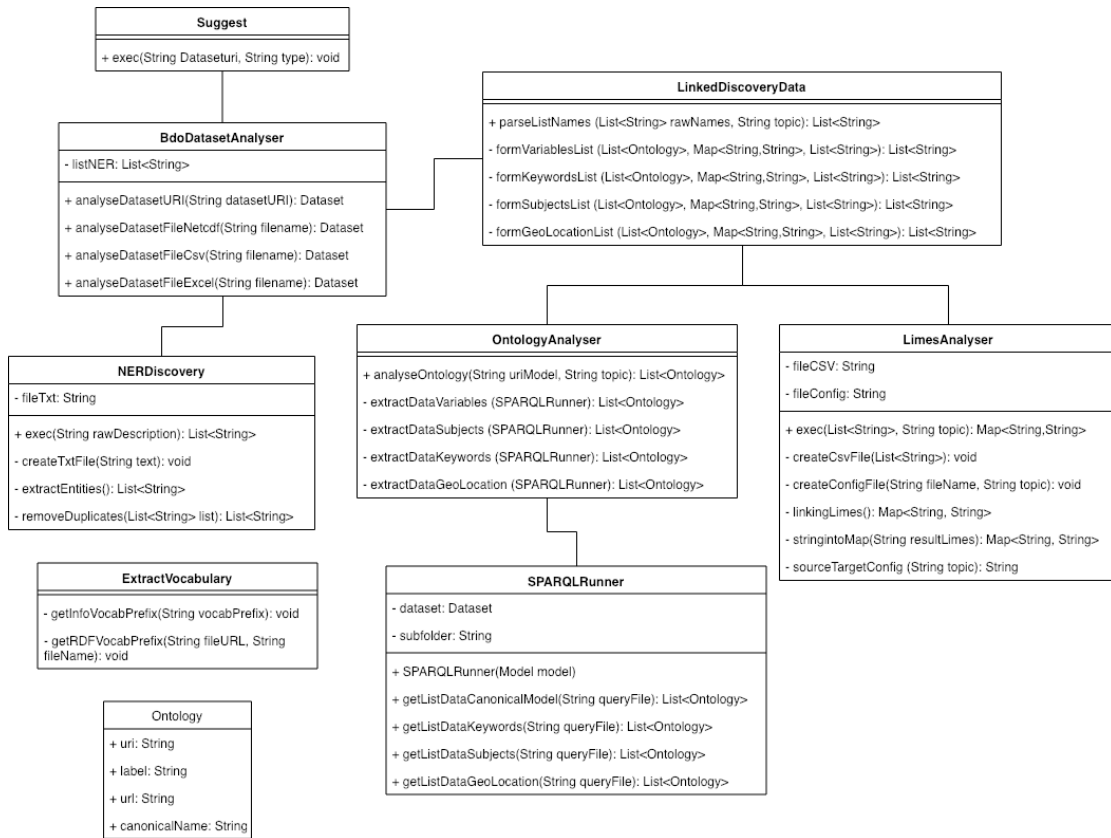 Suggest
+ exec(String Dataseturi, String type): void
BdoDatasetAnalyser
- listNER: List<String>
+ analyseDatasetURI(String datasetURI): Dataset
+ analyseDatasetFileNetcdf(String filename): Dataset
+ analyseDatasetFileCsv(String filename): Dataset
+ analyseDatasetFileExcel(String filename): Dataset
LinkedDiscoveryData
+ parseListNames (List<String> rawNames, String topic): List<String>
- formVariablesList (List<Ontology>, Map<String,String>, List<String>): List<String>
- formKeywordsList (List<Ontology>, Map<String,String>, List<String>): List<String>
- formSubjectsList (List<Ontology>, Map<String,String>, List<String>): List<String>
- formGeoLocationList (List<Ontology>, Map<String,String>, List<String>): List<String>
NERDiscovery
- fileTxt: String
+ exec(String rawDescription): List<String>
- createTxtFile(String text): void
- extractEntities(): List<String>
- removeDuplicates(List<String> list): List<String>
OntologyAnalyser
+ analyseOntology(String uriModel, String topic): List<Ontology>
- extractDataVariables (SPARQLRunner): List<Ontology>
- extractDataSubjects (SPARQLRunner): List<Ontology>
- extractDataKeywords (SPARQLRunner): List<Ontology>
- extractDataGeoLocation (SPARQLRunner): List<Ontology>
LimesAnalyser
- fileCSV: String
- fileConfig: String
+ exec(List<String>, String topic): Map<String,String>
- createCsvFile(List<String>): void
- createConfigFile(String fileName, String topic): void
- linkingLimes(): Map<String, String>
- stringintoMap(String resultLimes): Map<String, String>
- sourceTargetConfig (String topic): String
ExtractVocabulary
- getInfoVocabPrefix(String vocabPrefix): void
- getRDFVocabPrefix(String fileURL, String
fileName): void
SPARQLRunner
- dataset: Dataset
- subfolder: String
+ SPARQLRunner(Model model)
+ getListDataCanonicalModel(String queryFile): List<Ontology>
+ getListDataKeywords(String queryFile): List<Ontology>
+ getListDataSubjects(String queryFile): List<Ontology>
+ getListDataGeoLocation(String queryFile): List<Ontology>
Ontology
+ uri: String
+ label: String
+ url: String
+ canonicalName: String